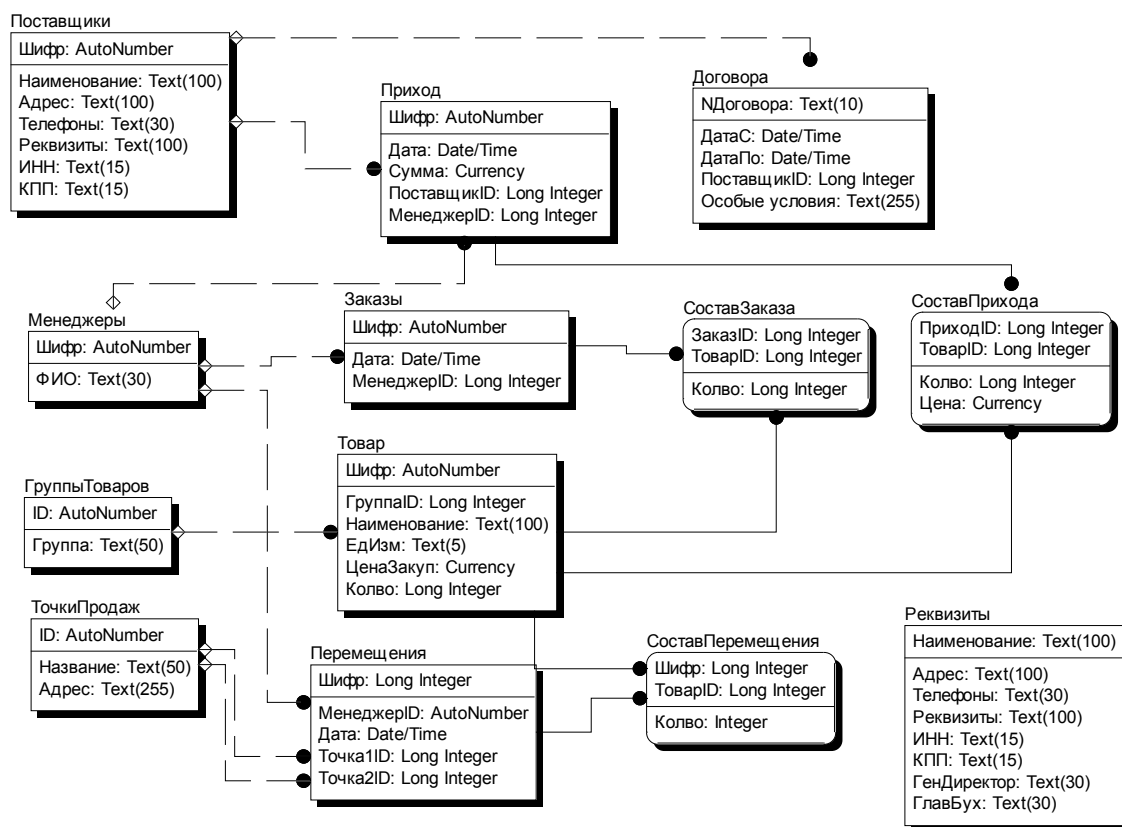 Поставщики
Шифр: AutoNumber
Наименование: Text(100)
Адрес: Text(100)
Телефоны: Text(30)
Реквизиты: Text(100)
ИНН: Text(15)
КПП: Text(15)
Приход
Шифр: AutoNumber
Дата: Date/Time
Сумма: Currency
ПоставщикID: Long Integer
МенеджерID: Long Integer
Договора
NДоговора: Text(10)
ДатаС: Date/Time
ДатаПо: Date/Time
ПоставщикID: Long Integer
Особые условия: Text(255)
Менеджеры
Шифр: AutoNumber
ФИО: Text(30)
Заказы
Шифр: AutoNumber
Дата: Date/Time
МенеджерID: Long Integer
СоставЗаказа
ЗаказID: Long Integer
ТоварID: Long Integer
Колво: Long Integer
СоставПрихода
ПриходID: Long Integer
ТоварID: Long Integer
Колво: Long Integer
Цена: Currency
ГруппыТоваров
ID: AutoNumber
Группа: Text(50)
Товар
Шифр: AutoNumber
ГруппаID: Long Integer
Наименование: Text(100)
ЕдИзм: Text(5)
ЦенаЗакуп: Currency
Колво: Long Integer
ТочкиПродаж
ID: AutoNumber
Название: Text(50)
Адрес: Text(255)
Перемещения
Шифр: Long Integer
МенеджерID: AutoNumber
Дата: Date/Time
Точка1ID: Long Integer
Точка2ID: Long Integer
СоставПеремещения
Шифр: Long Integer
ТоварID: Long Integer
Колво: Integer
Реквизиты
Наименование: Text(100)
Адрес: Text(100)
Телефоны: Text(30)
Реквизиты: Text(100)
ИНН: Text(15)
КПП: Text(15)
ГенДиректор: Text(30)
ГлавБух: Text(30)